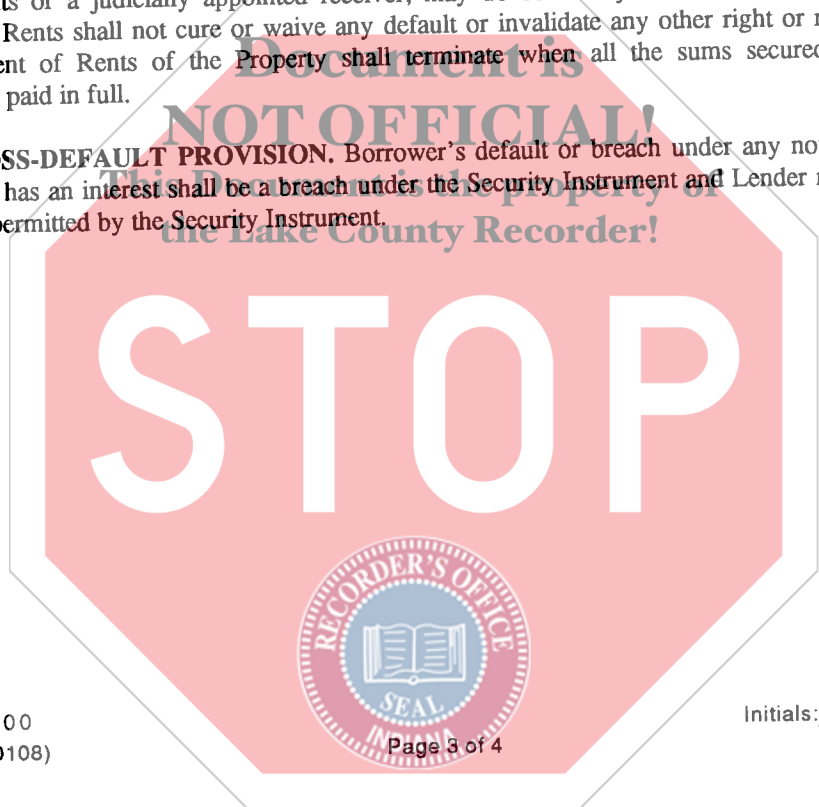 Rents shall not cure or waive any default or invalidate any other right or
of Rents of the Property shall terminate when all the sums secured
paid in full.
Document is
NOT OFFICIAL!
This Document is the property of
the Lake County Recorder!
SS-DEFAULT PROVISION. Borrower's default or breach under any
has an interest shall be a breach under the Security Instrument and Lender
permitted by the Security Instrument.
STOP
RECORDER'S OFFICE
SEAL
INDIANA
00
0108)
Page 3 of 4
Initials: